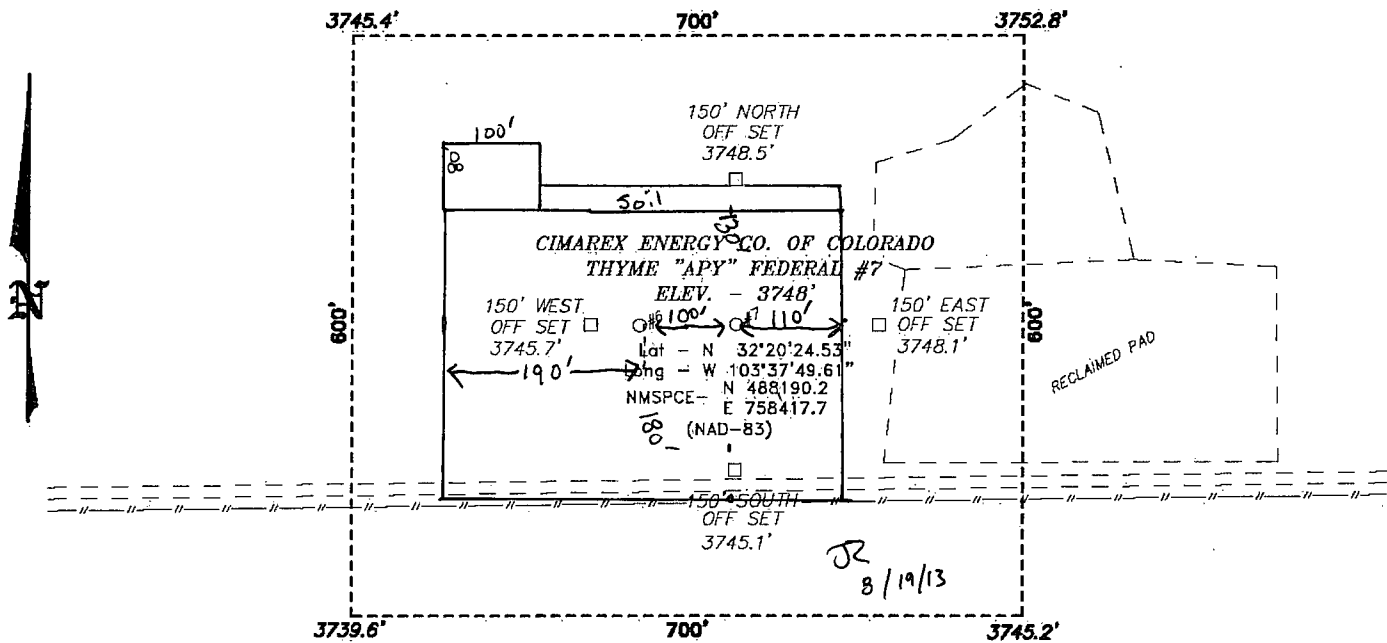 3745.4' 700' 3752.8'
150' NORTH
OFF SET
3748.5'
100'
80
Soil
130
CIMAREX ENERGY CO. OF COLORADO
THYME "APY" FEDERAL #7
ELEV. - 3748'
150' WEST
OFF SET
3745.7'
#6 100' #7 110'
150' EAST
OFF SET
3748.1'
600'
600'
Lat - N 32°20'24.53"
Long - W 103°37'49.61"
NMSPCE- N 488190.2
E 758417.7
(NAD-83)
190'
180
RECLAIMED PAD
150' SOUTH
OFF SET
3745.1'
JR
8/19/13
3739.6' 700' 3745.2'